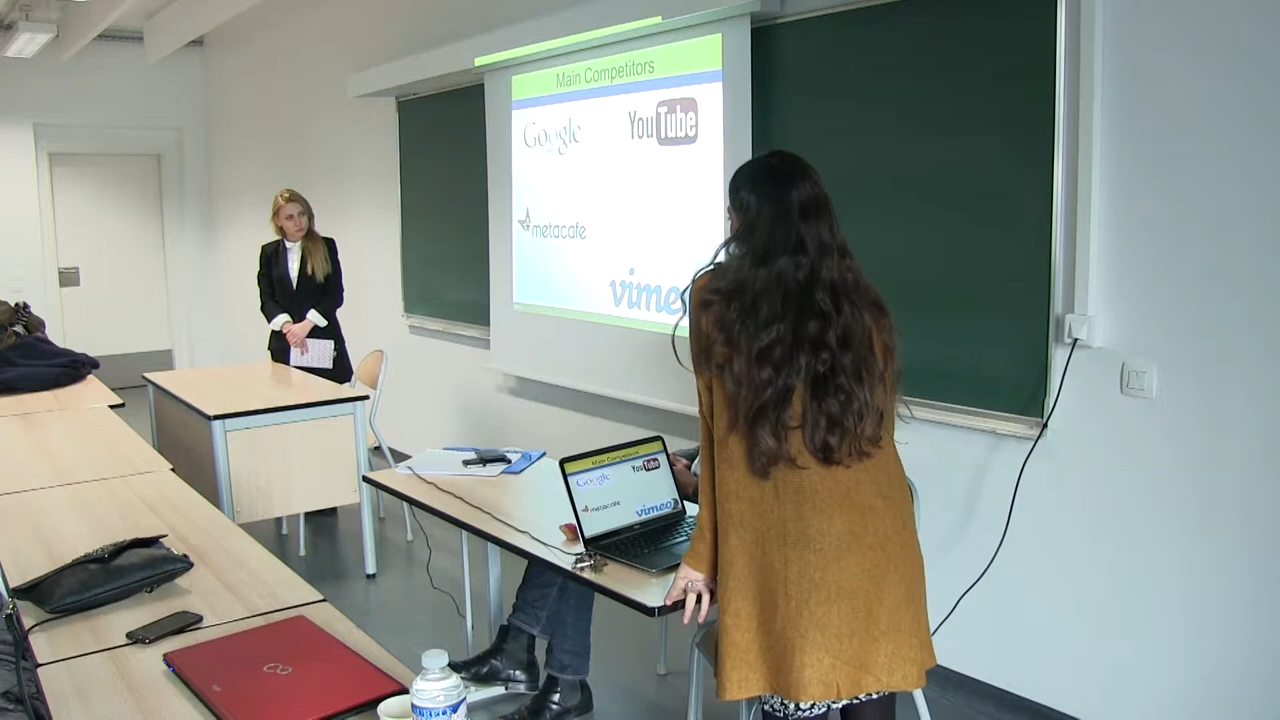 Main Competitors
Google
YouTube
metacafe
vimeo
Main Competitors
Google
YouTube
metacafe
vimeo